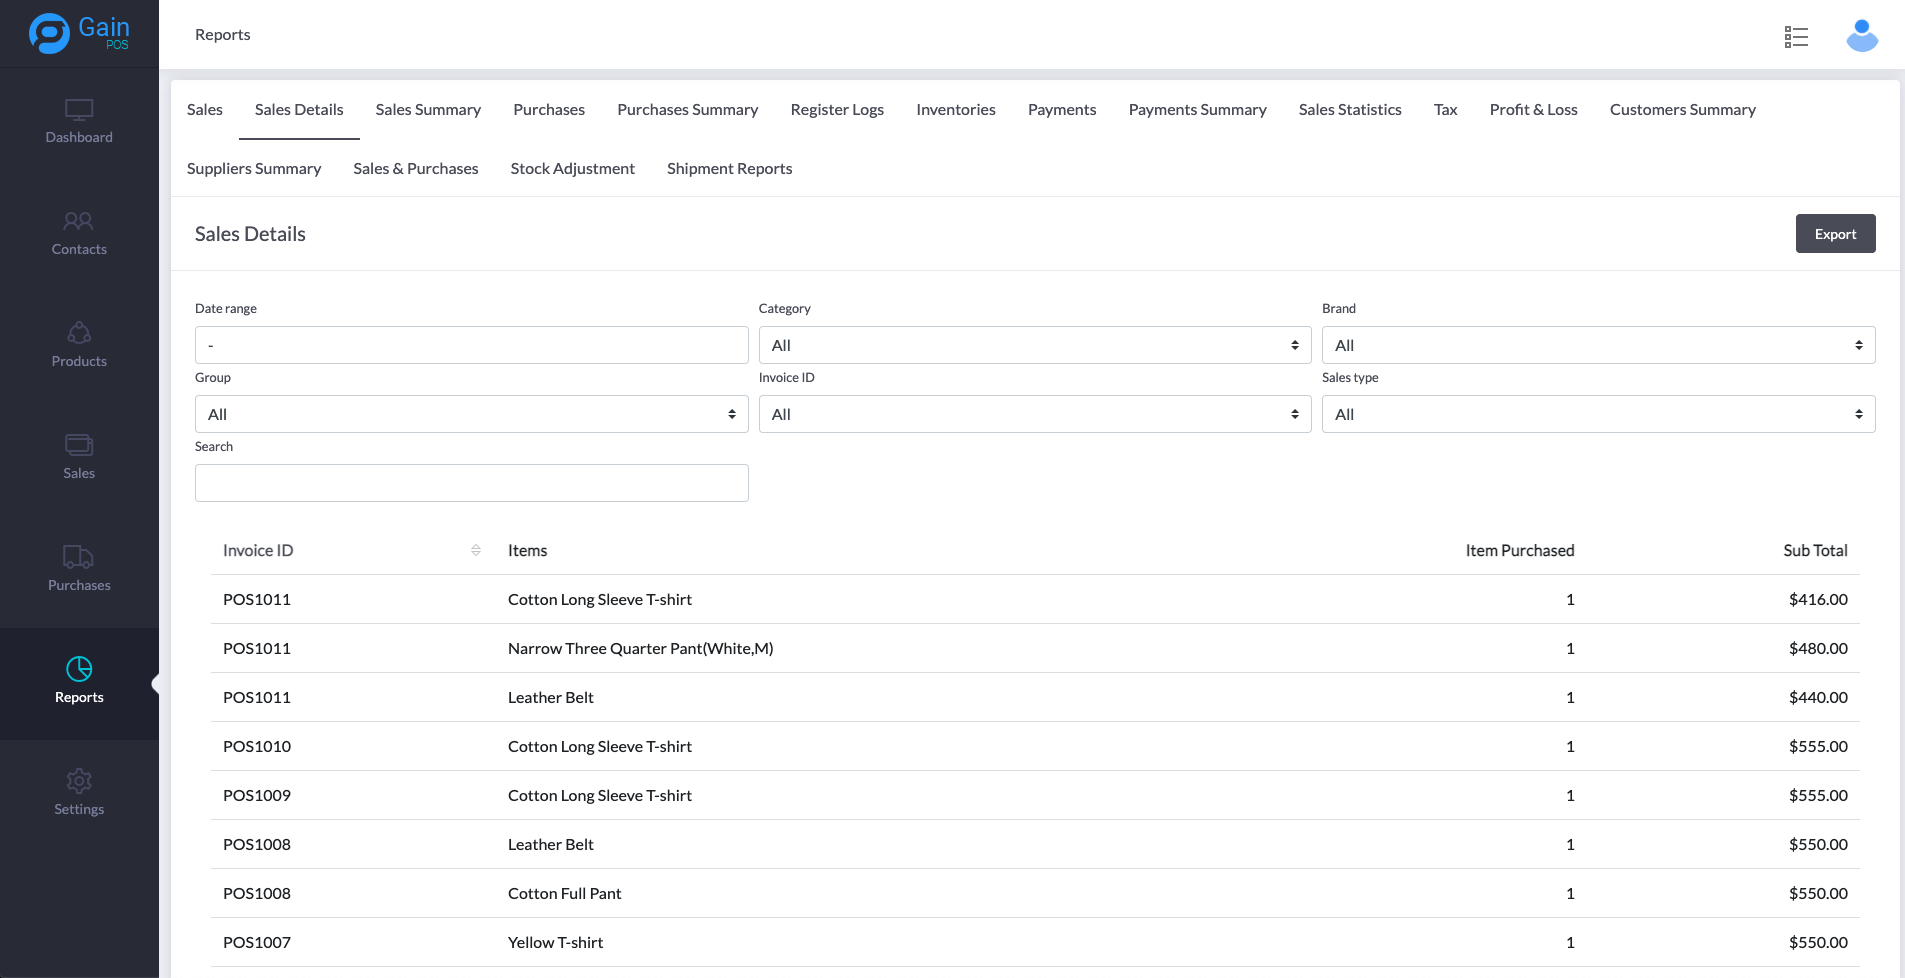 Gain
POS
Reports
Dashboard
Contacts
Products
Sales
Purchases
Reports
Settings
Sales Sales Details Sales Summary Purchases Purchases Summary Register Logs Inventories Payments Payments Summary Sales Statistics Tax Profit & Loss Customers Summary
Suppliers Summary Sales & Purchases Stock Adjustment Shipment Reports
Sales Details Export
Date range Category Brand
- All All
Group Invoice ID Sales type
All All All
Search
Invoice ID Items Item Purchased Sub Total
POS1011 Cotton Long Sleeve T-shirt 1 $416.00
POS1011 Narrow Three Quarter Pant(White,M) 1 $480.00
POS1011 Leather Belt 1 $440.00
POS1010 Cotton Long Sleeve T-shirt 1 $555.00
POS1009 Cotton Long Sleeve T-shirt 1 $555.00
POS1008 Leather Belt 1 $550.00
POS1008 Cotton Full Pant 1 $550.00
POS1007 Yellow T-shirt 1 $550.00